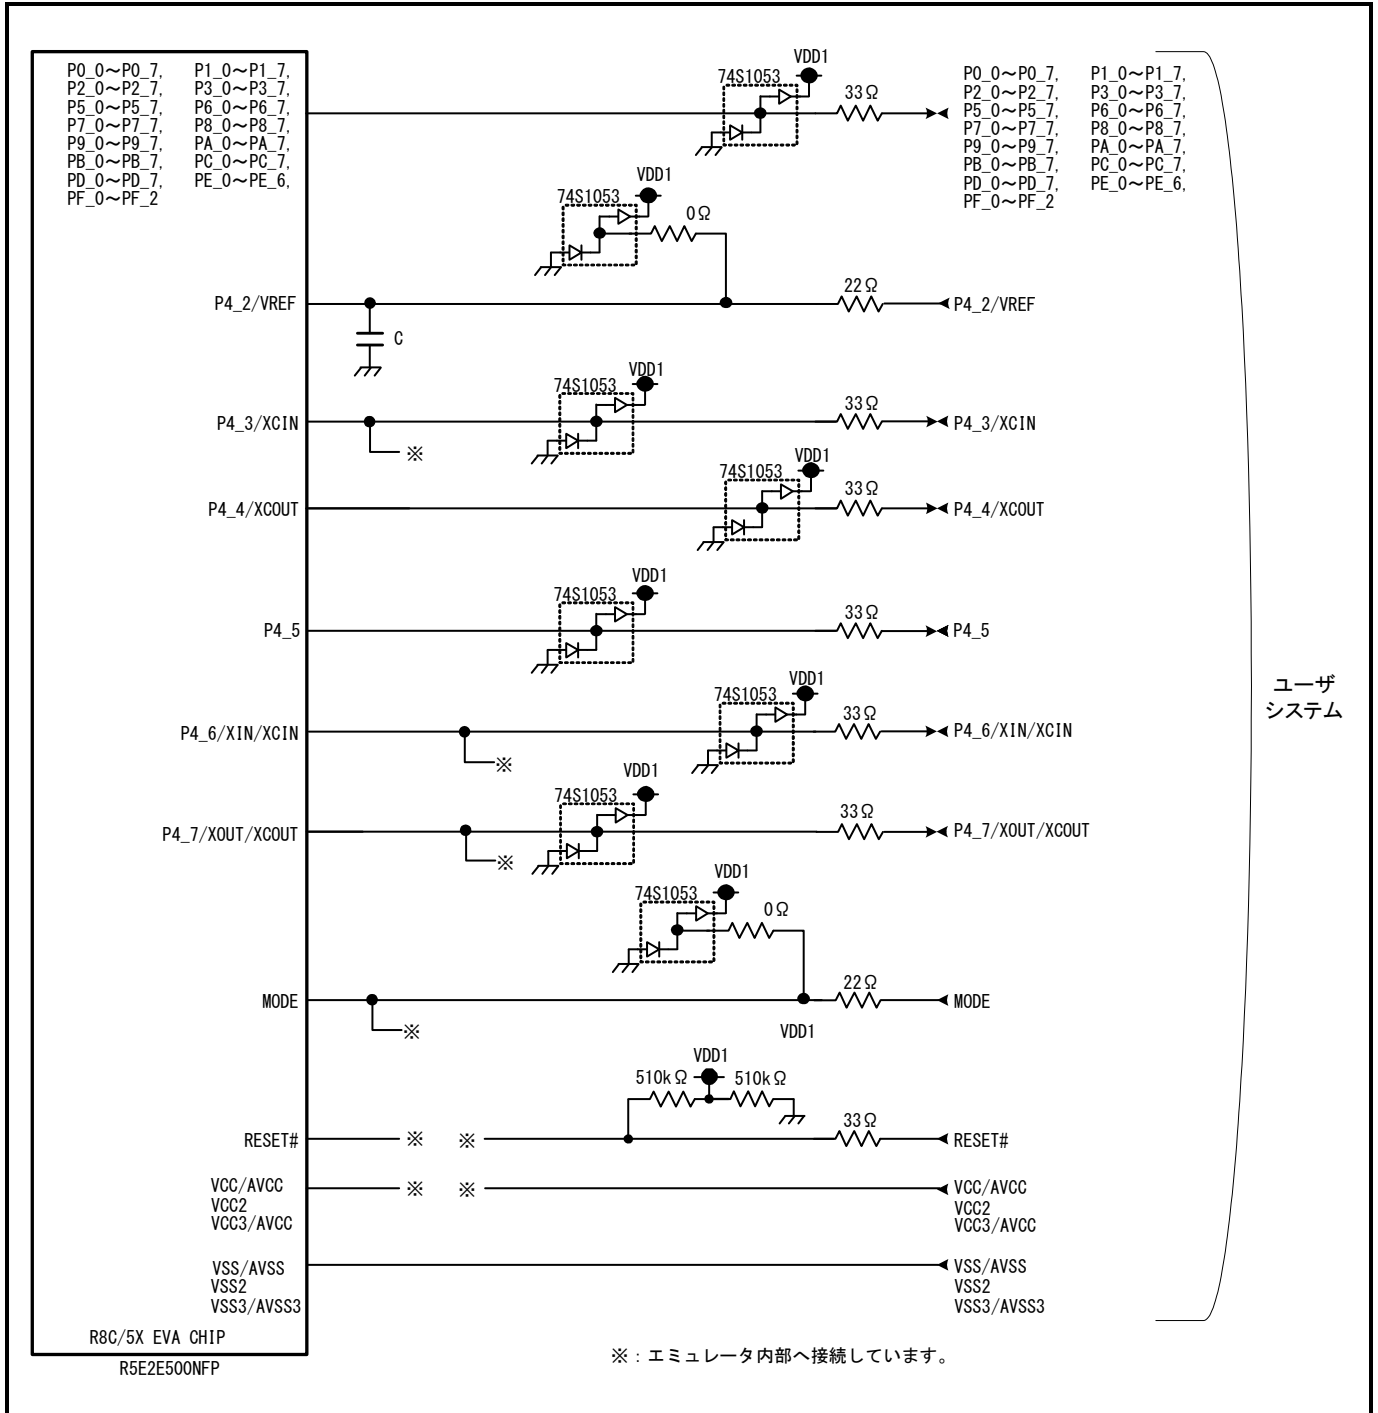 P0_0～P0_7,　P1_0～P1_7,
P2_0～P2_7,　P3_0～P3_7,
P5_0～P5_7,　P6_0～P6_7,
P7_0～P7_7,　P8_0～P8_7,
P9_0～P9_7,　PA_0～PA_7,
PB_0～PB_7,　PC_0～PC_7,
PD_0～PD_7,　PE_0～PE_6,
PF_0～PF_2
VDD1
74S1053
33Ω
P0_0～P0_7,　P1_0～P1_7,
P2_0～P2_7,　P3_0～P3_7,
P5_0～P5_7,　P6_0～P6_7,
P7_0～P7_7,　P8_0～P8_7,
P9_0～P9_7,　PA_0～PA_7,
PB_0～PB_7,　PC_0～PC_7,
PD_0～PD_7,　PE_0～PE_6,
PF_0～PF_2
VDD1
74S1053
0Ω
P4_2/VREF
C
22Ω
P4_2/VREF
VDD1
74S1053
P4_3/XCIN
※
33Ω
P4_3/XCIN
VDD1
74S1053
P4_4/XCOUT
33Ω
P4_4/XCOUT
VDD1
74S1053
P4_5
33Ω
P4_5
VDD1
74S1053
P4_6/XIN/XCIN
※
33Ω
P4_6/XIN/XCIN
VDD1
74S1053
P4_7/XOUT/XCOUT
※
33Ω
P4_7/XOUT/XCOUT
VDD1
74S1053
0Ω
MODE
※
22Ω
MODE
VDD1
VDD1
510kΩ
510kΩ
RESET#
※
※
33Ω
RESET#
VCC/AVCC
VCC2
VCC3/AVCC
※
※
VCC/AVCC
VCC2
VCC3/AVCC
VSS/AVSS
VSS2
VSS3/AVSS3
VSS/AVSS
VSS2
VSS3/AVSS3
ユーザ
システム
R8C/5X EVA CHIP
R5E2E500NFP
※：エミュレータ内部へ接続しています。